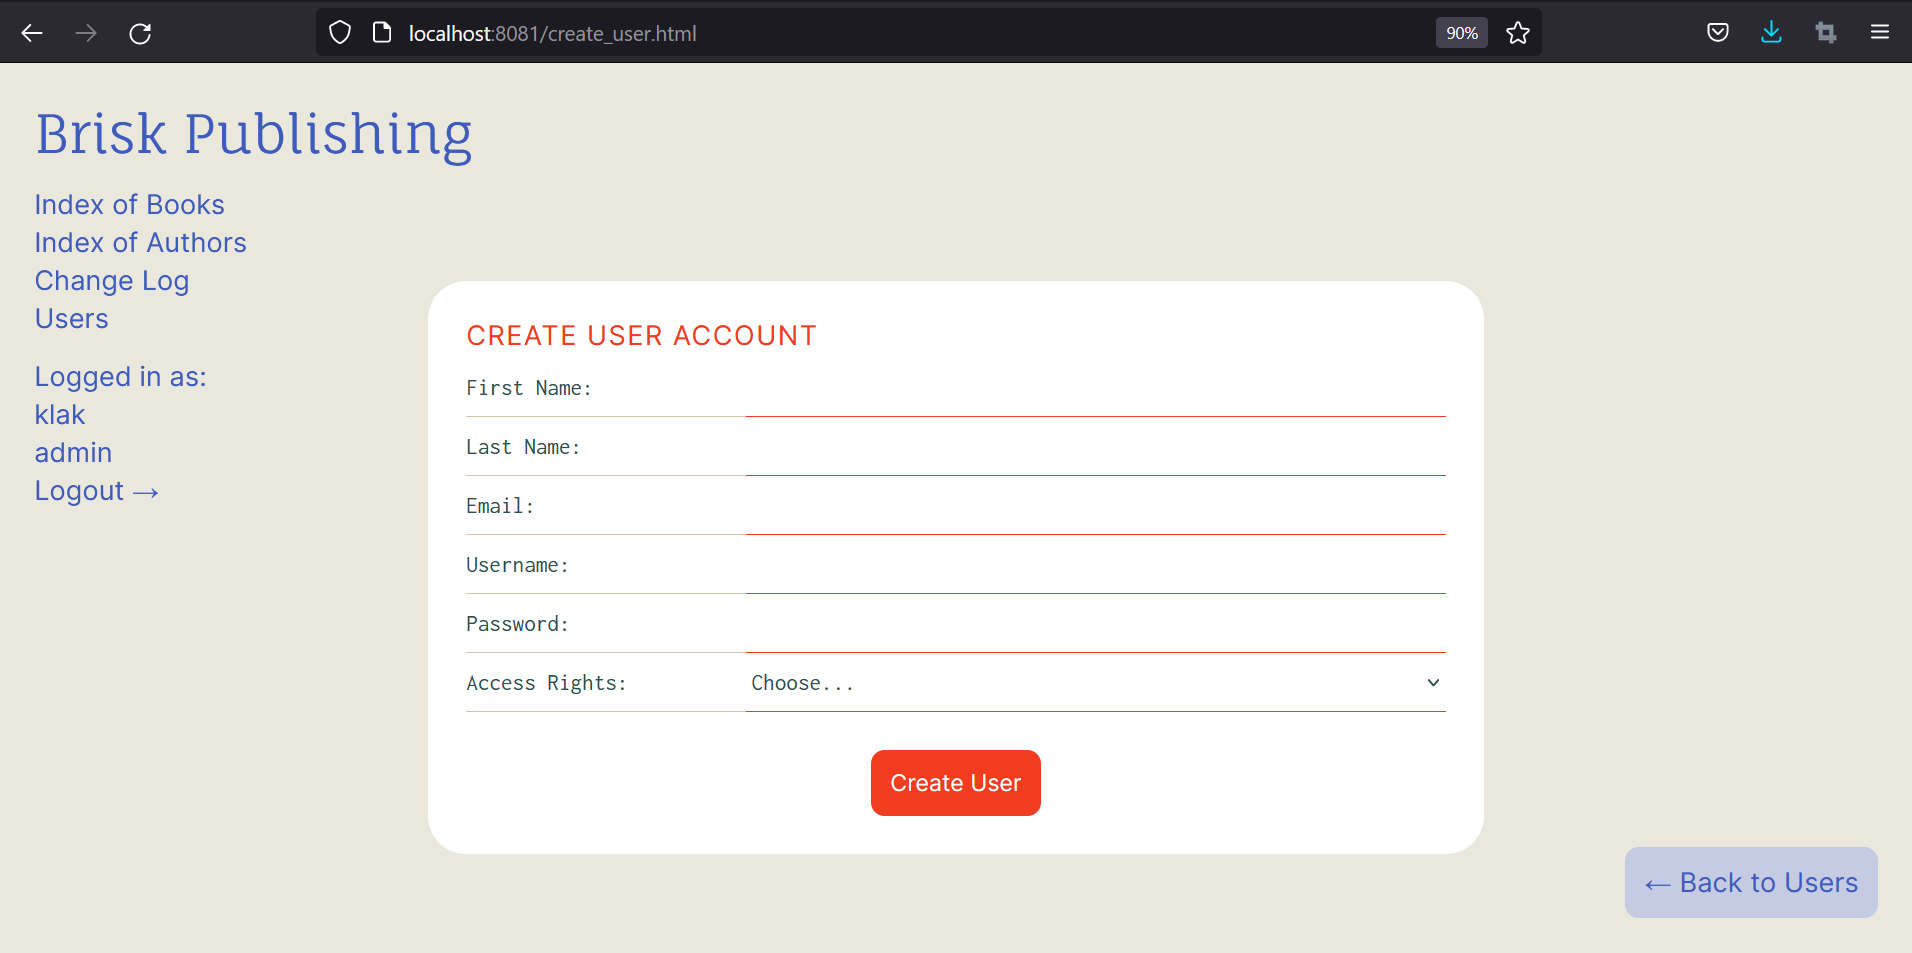 localhost:8081/create_user.html
90%
Brisk Publishing
Index of Books
Index of Authors
Change Log
Users
Logged in as:
klak
admin
Logout →
CREATE USER ACCOUNT
First Name:
Last Name:
Email:
Username:
Password:
Access Rights: Choose...
Create User
← Back to Users